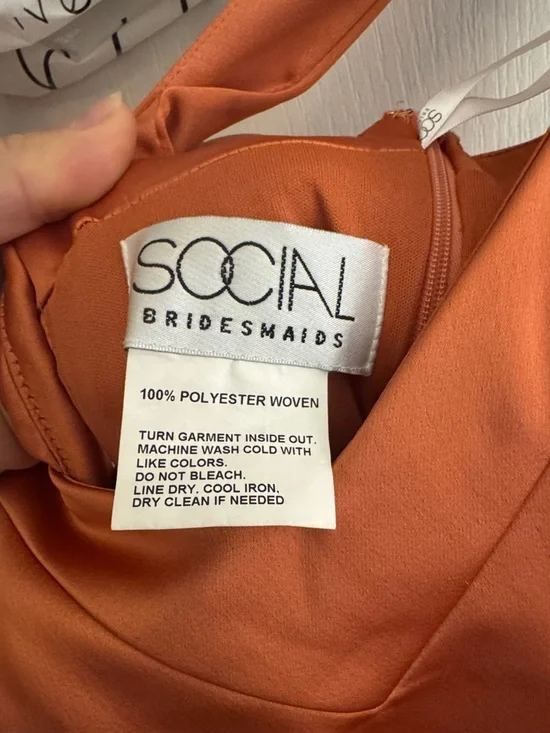 SOCIAL
BRIDESMAIDS
100% POLYESTER WOVEN
TURN GARMENT INSIDE OUT.
MACHINE WASH COLD WITH
LIKE COLORS.
DO NOT BLEACH.
LINE DRY, COOL IRON,
DRY CLEAN IF NEEDED